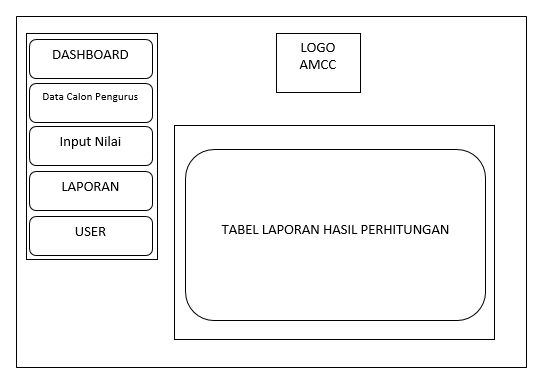 DASHBOARD
Data Calon Pengurus
Input Nilai
LAPORAN
USER
LOGO
AMCC
TABEL LAPORAN HASIL PERHITUNGAN